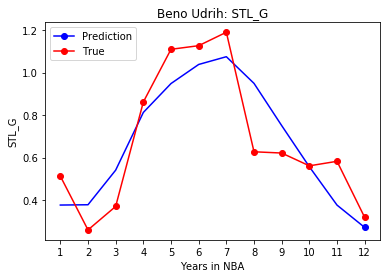 Beno Udrih: STL_G
Prediction
True
1.2
1.0
0.8
0.6
0.4
STL_G
1 2 3 4 5 6 7 8 9 10 11 12
Years in NBA